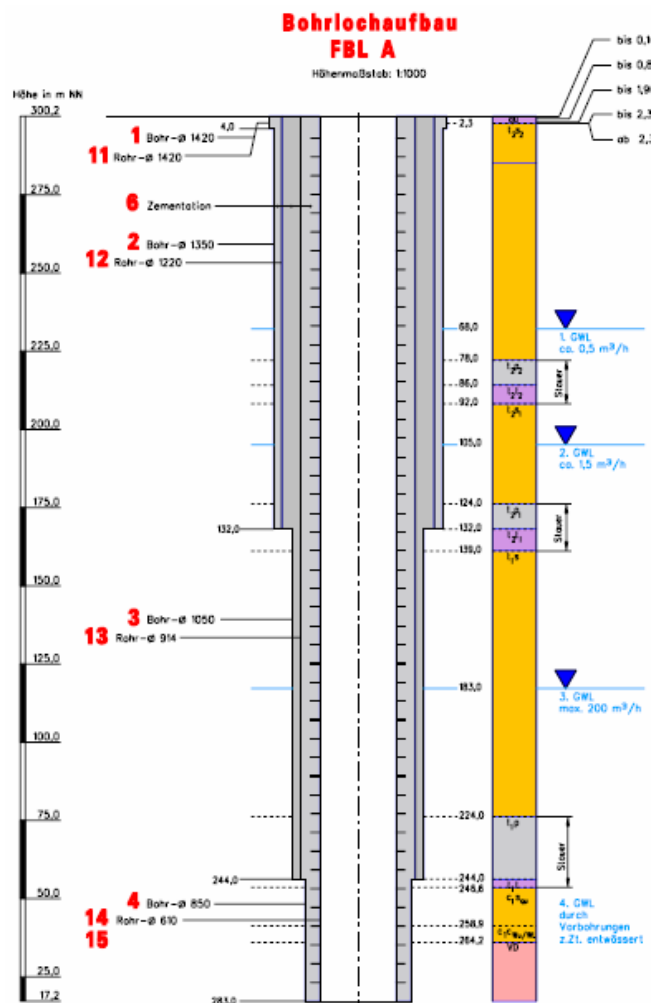 Bohrlochaufbau
FBL A
Höhenmaßstab: 1:1000
Höhe in m NN
300,2
275,0
250,0
225,0
200,0
175,0
150,0
125,0
100,0
75,0
50,0
25,0
17,2
4,0
1 Bohr-Ø 1420
11 Rohr-Ø 1420
6 Zementation
2 Bohr-Ø 1350
12 Rohr-Ø 1220
132,0
3 Bohr-Ø 1050
13 Rohr-Ø 914
244,0
4 Bohr-Ø 850
14 Rohr-Ø 610
15
283,0
2,3
68,0
78,0
86,0
92,0
105,0
124,0
132,0
139,0
183,0
224,0
244,0
246,6
258,9
264,2
VD
bis 0,1
bis 0,8
bis 1,90
bis 2,3
ab 2,3
1. GWL
ca. 0,5 m³/h
Stauer
2. GWL
ca. 1,5 m³/h
Stauer
3. GWL
max. 200 m³/h
Stauer
4. GWL
durch
Vorbohrungen
z.Zt. entwässert